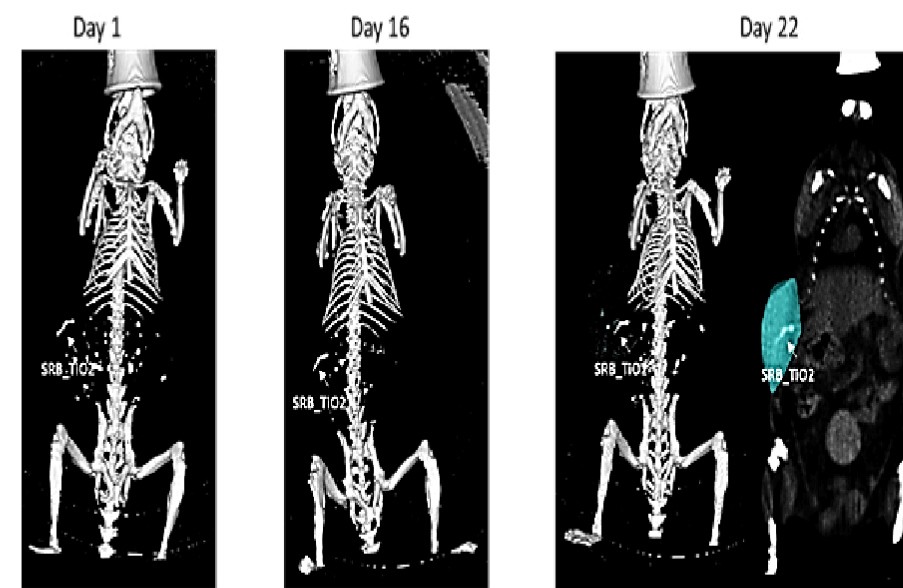 Day 1
Day 16
Day 22
SRB_TiO2
SRB_TiO2
SRB_TiO2
SRB_TiO2